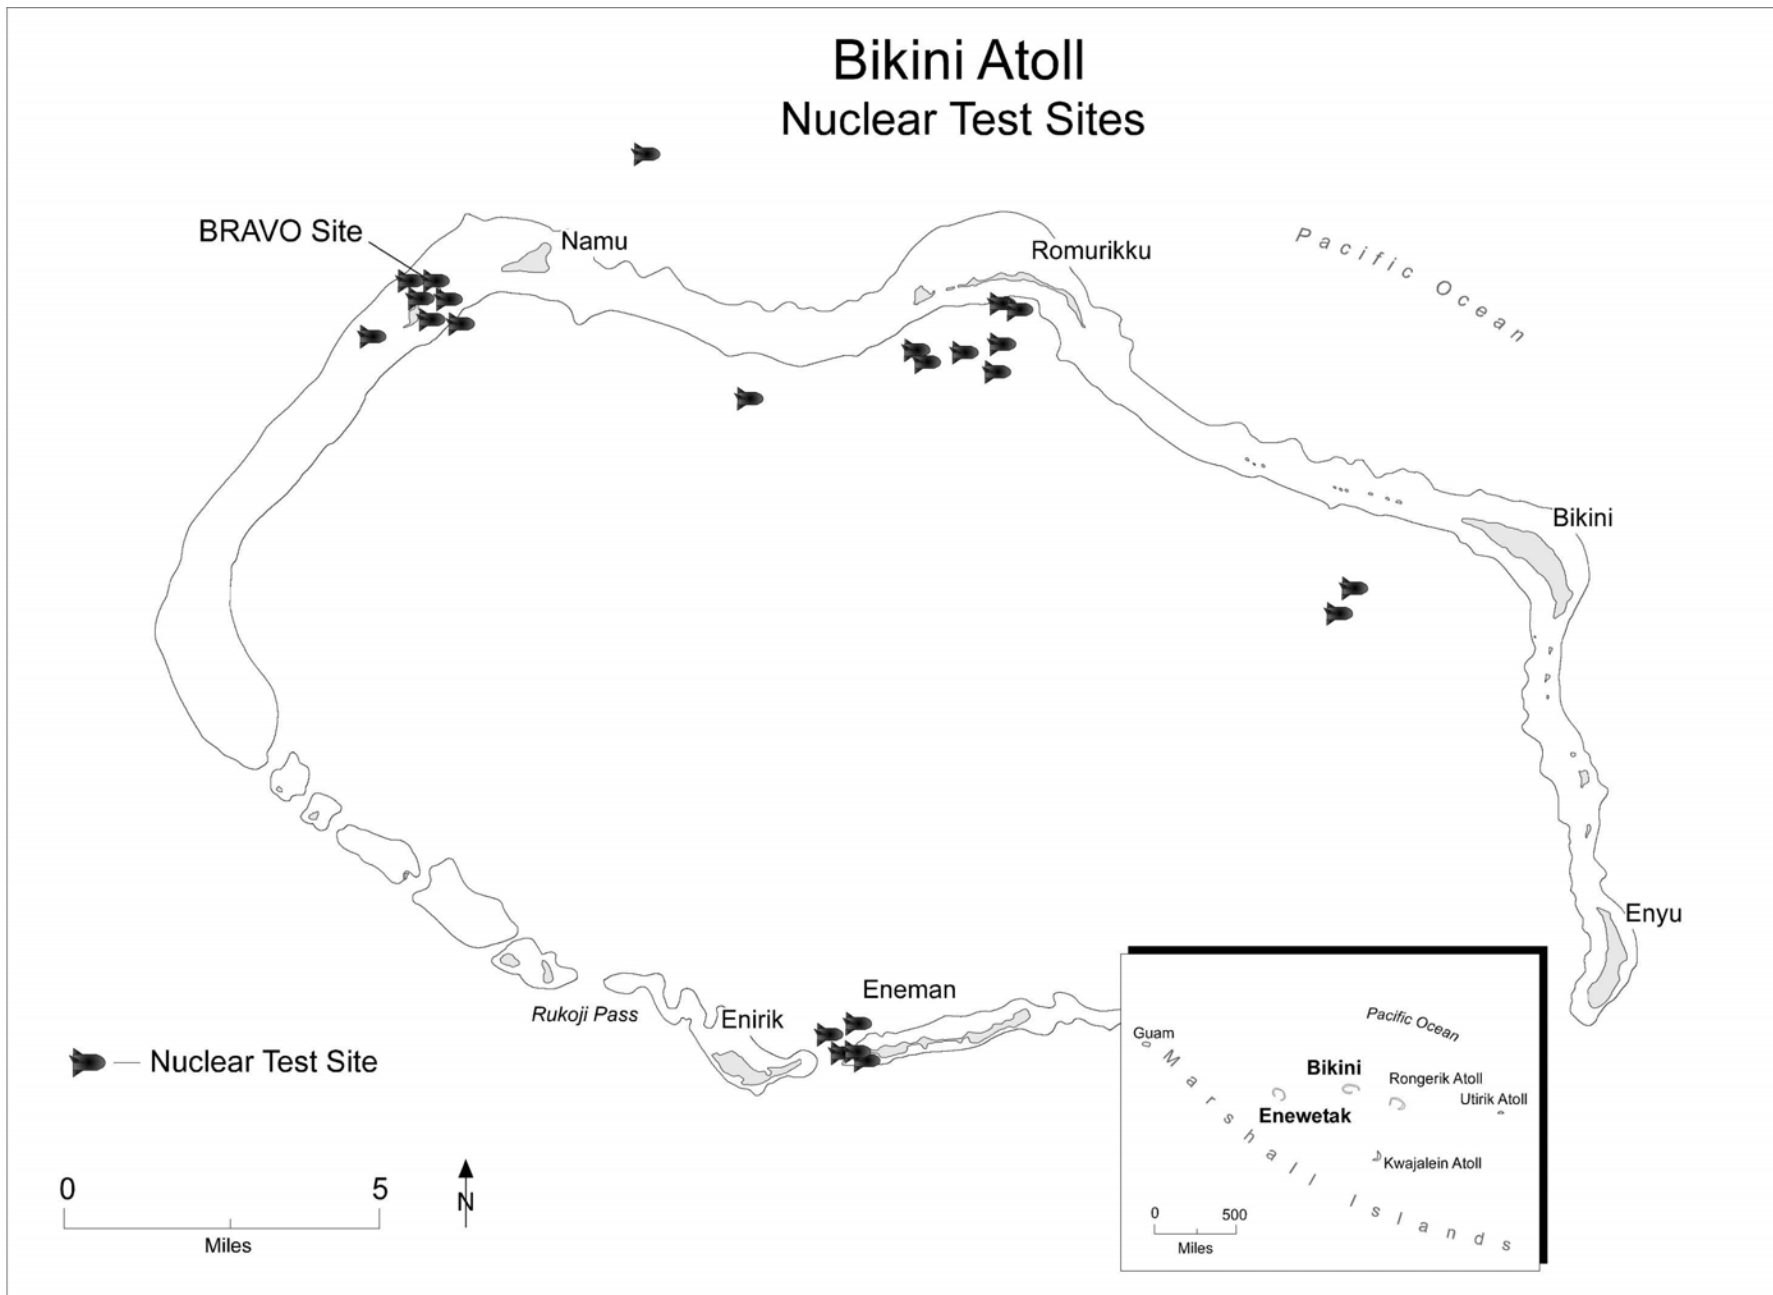 Bikini Atoll
Nuclear Test Sites
BRAVO Site
Namu
Romurikku
Pacific Ocean
Bikini
Enyu
Eneman
Rukoji Pass
Enirik
Nuclear Test Site
0 5
Miles
N
Pacific Ocean
Guam
Marshall Islands
Bikini
Rongerik Atoll
Utirik Atoll
Enewetak
Kwajalein Atoll
0 500
Miles